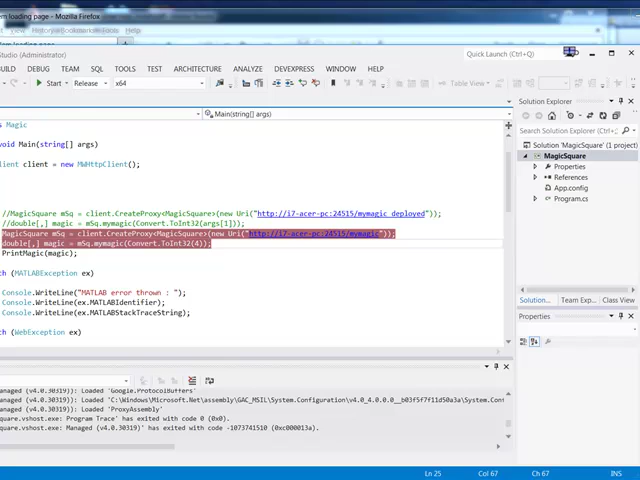 em loading page - Mozilla Firefox
Studio (Administrator)
Quick Launch (Ctrl+Q)
BUILD DEBUG TEAM SQL TOOLS TEST ARCHITECTURE ANALYZE DEVEXPRESS WINDOW HELP
Start Release x64 Table View
Main(string[] args)
s Magic
void Main(string[] args)
lient client = new MWHttpClient();
//MagicSquare mSq = client.CreateProxy<MagicSquare>(new Uri("http://i7-acer-pc:24515/mymagic_deployed"));
//double[,] magic = mSq.mymagic(Convert.ToInt32(args[1]));
MagicSquare mSq = client.CreateProxy<MagicSquare>(new Uri("http://i7-acer-pc:24515/mymagic"));
double[,] magic = mSq.mymagic(Convert.ToInt32(4));
PrintMagic(magic);
ch (MATLABException ex)
Console.WriteLine("MATLAB error thrown : ");
Console.WriteLine(ex.MATLABIdentifier);
Console.WriteLine(ex.MATLABStackTraceString);
ch (WebException ex)
Solution Explorer
Search Solution Explorer (Ctrl+;)
Solution 'MagicSquare' (1 project)
MagicSquare
Properties
References
App.config
Program.cs
Solution... Team Exp... Class View
Properties
anaged (v4.0.30319)): Loaded 'Google.ProtocolBuffers'
anaged (v4.0.30319)): Loaded 'C:\Windows\Microsoft.Net\assembly\GAC_MSIL\System.Configuration\v4.0_4.0.0.0__b03f5f7f11d50a3a\System.Cont
anaged (v4.0.30319)): Loaded 'ProxyAssembly'
quare.vshost.exe: Program Trace' has exited with code 0 (0x0).
quare.vshost.exe: Managed (v4.0.30319)' has exited with code -1073741510 (0xc000013a).
Ln 25 Col 67 Ch 67 INS